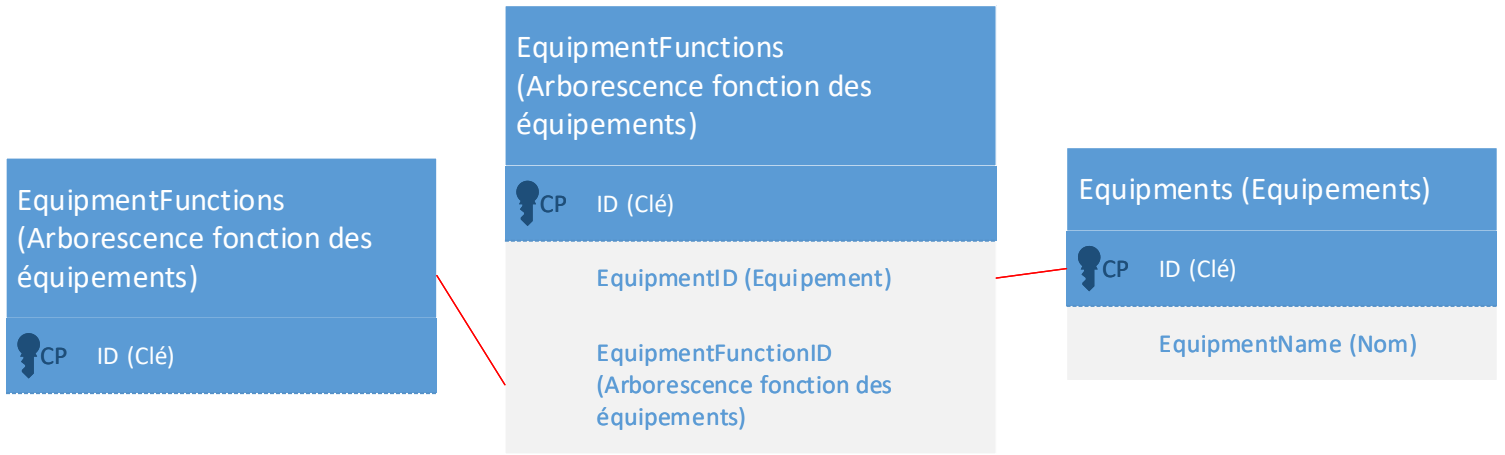 EquipmentFunctions
(Arborescence fonction des
équipements)
CP ID (Clé)
EquipmentFunctions
(Arborescence fonction des
équipements)
CP ID (Clé)
EquipmentID (Equipement)
EquipmentFunctionID
(Arborescence fonction des
équipements)
Equipments (Equipements)
CP ID (Clé)
EquipmentName (Nom)